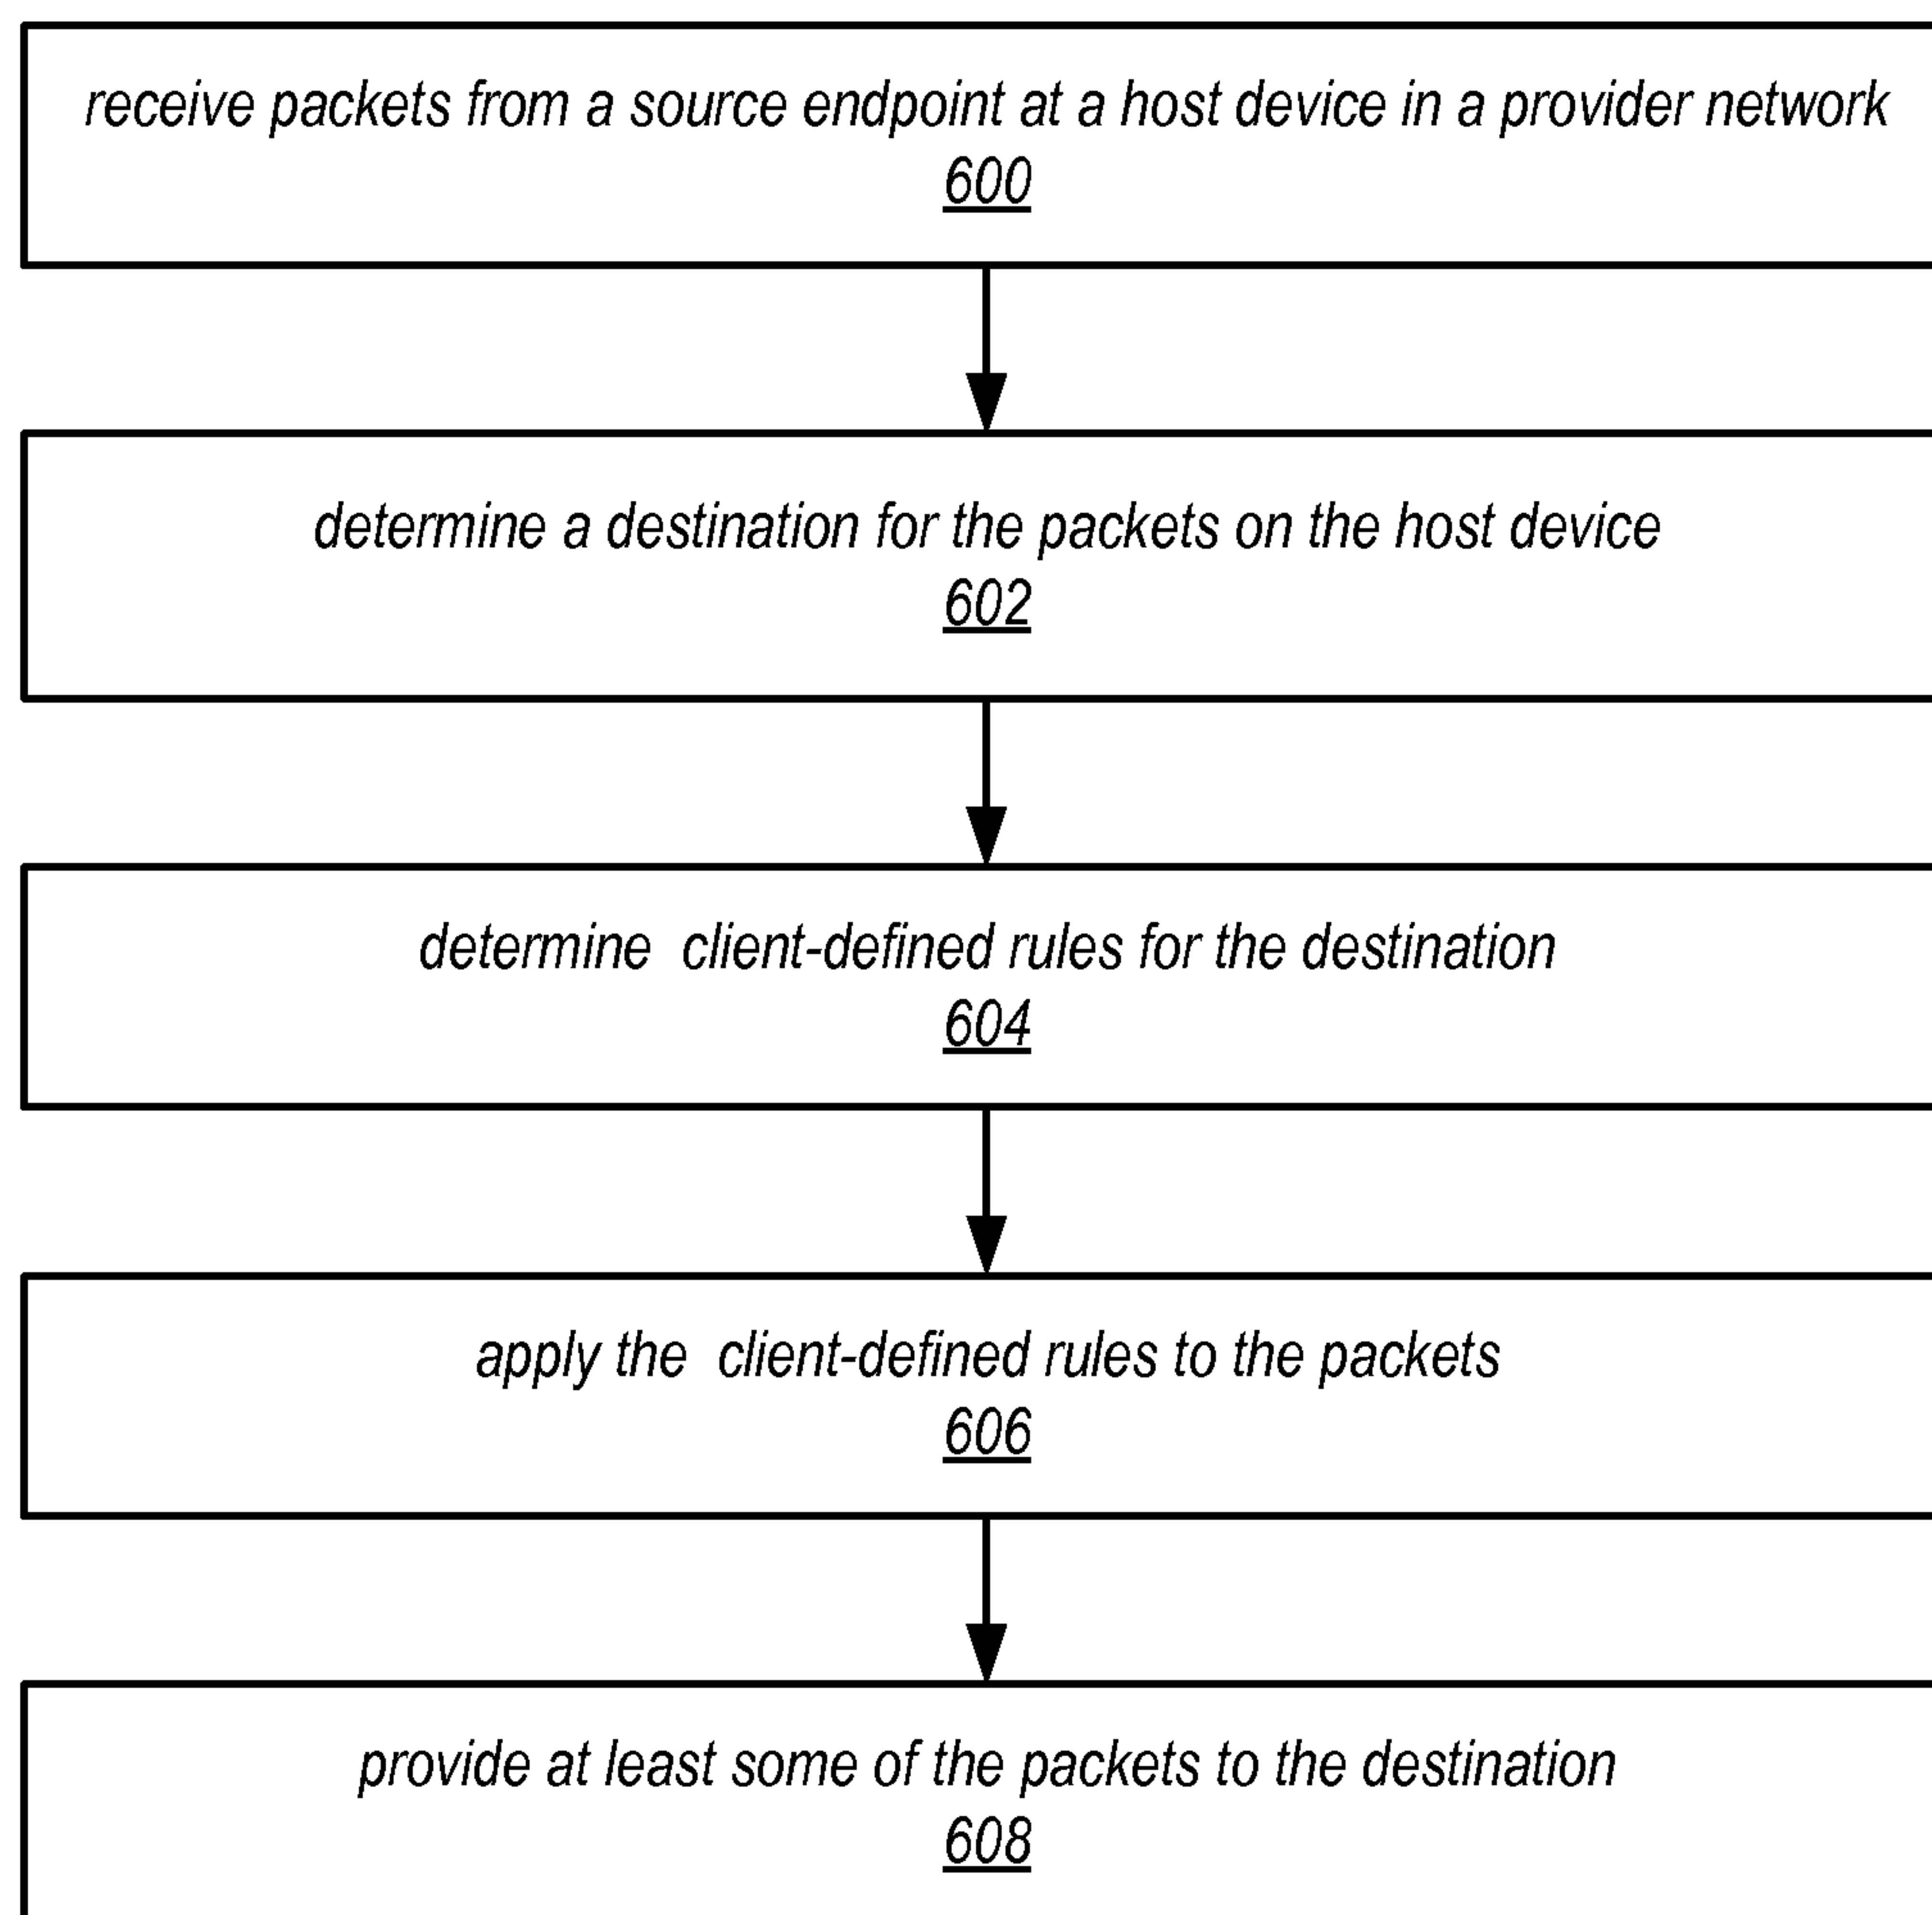 receive packets from a source endpoint at a host device in a provider network
600
determine a destination for the packets on the host device
602
determine  client-defined rules for the destination
604
apply the  client-defined rules to the packets
606
provide at least some of the packets to the destination
608